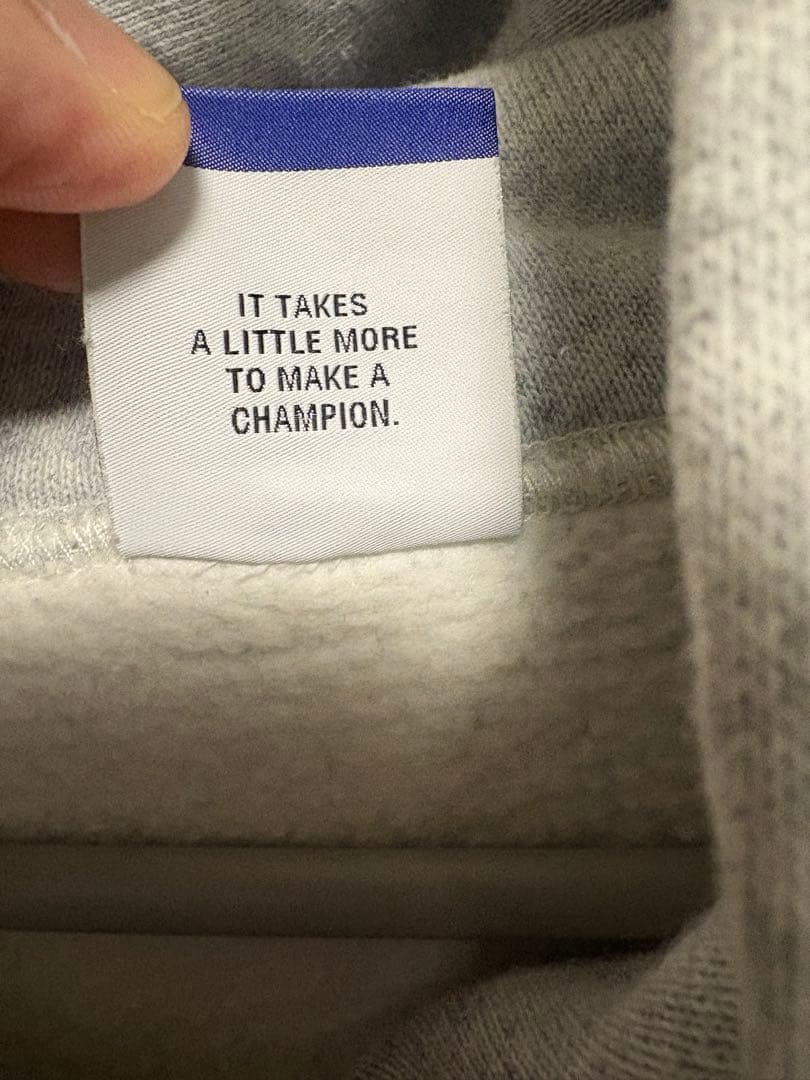 IT TAKES
A LITTLE MORE
TO MAKE A
CHAMPION.